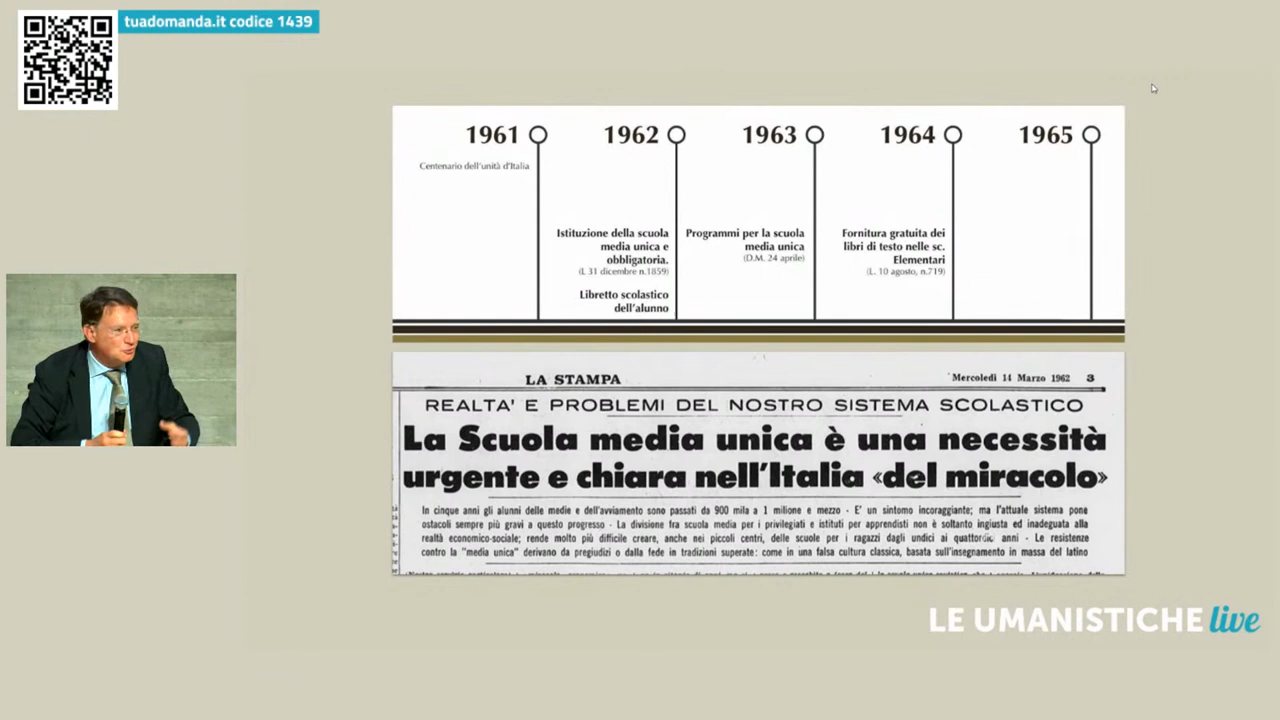 tuadomanda.it codice 1439
1961
1962
1963
1964
1965
Centenario dell'unità d'Italia
Istituzione della scuola
media unica e
obbligatoria.
(L 31 dicembre n.1859)
Libretto scolastico
dell'alunno
Programmi per la scuola
media unica
(D.M. 24 aprile)
Fornitura gratuita dei
libri di testo nelle sc.
Elementari
(L. 10 agosto, n.719)
LA STAMPA
Mercoledì 14 Marzo 1962 3
REALTA' E PROBLEMI DEL NOSTRO SISTEMA SCOLASTICO
La Scuola media unica è una necessità
urgente e chiara nell'Italia «del miracolo»
In cinque anni gli alunni delle medie e dell'avviamento sono passati da 900 mila a 1 milione e mezzo - E' un sintomo incoraggiante; ma l'attuale sistema pone
ostacoli sempre più gravi a questo progresso - La divisione fra scuola media per i privilegiati e istituti per apprendisti non è soltanto ingiusta ed inadeguata alla
realtà economico-sociale; rende molto più difficile creare, anche nei piccoli centri, delle scuole per i ragazzi dagli undici ai quattordici anni - Le resistenze
contro la "media unica" derivano da pregiudizi o dalla fede in tradizioni superate: come in una falsa cultura classica, basata sull'insegnamento in massa del latino
LE UMANISTICHE live